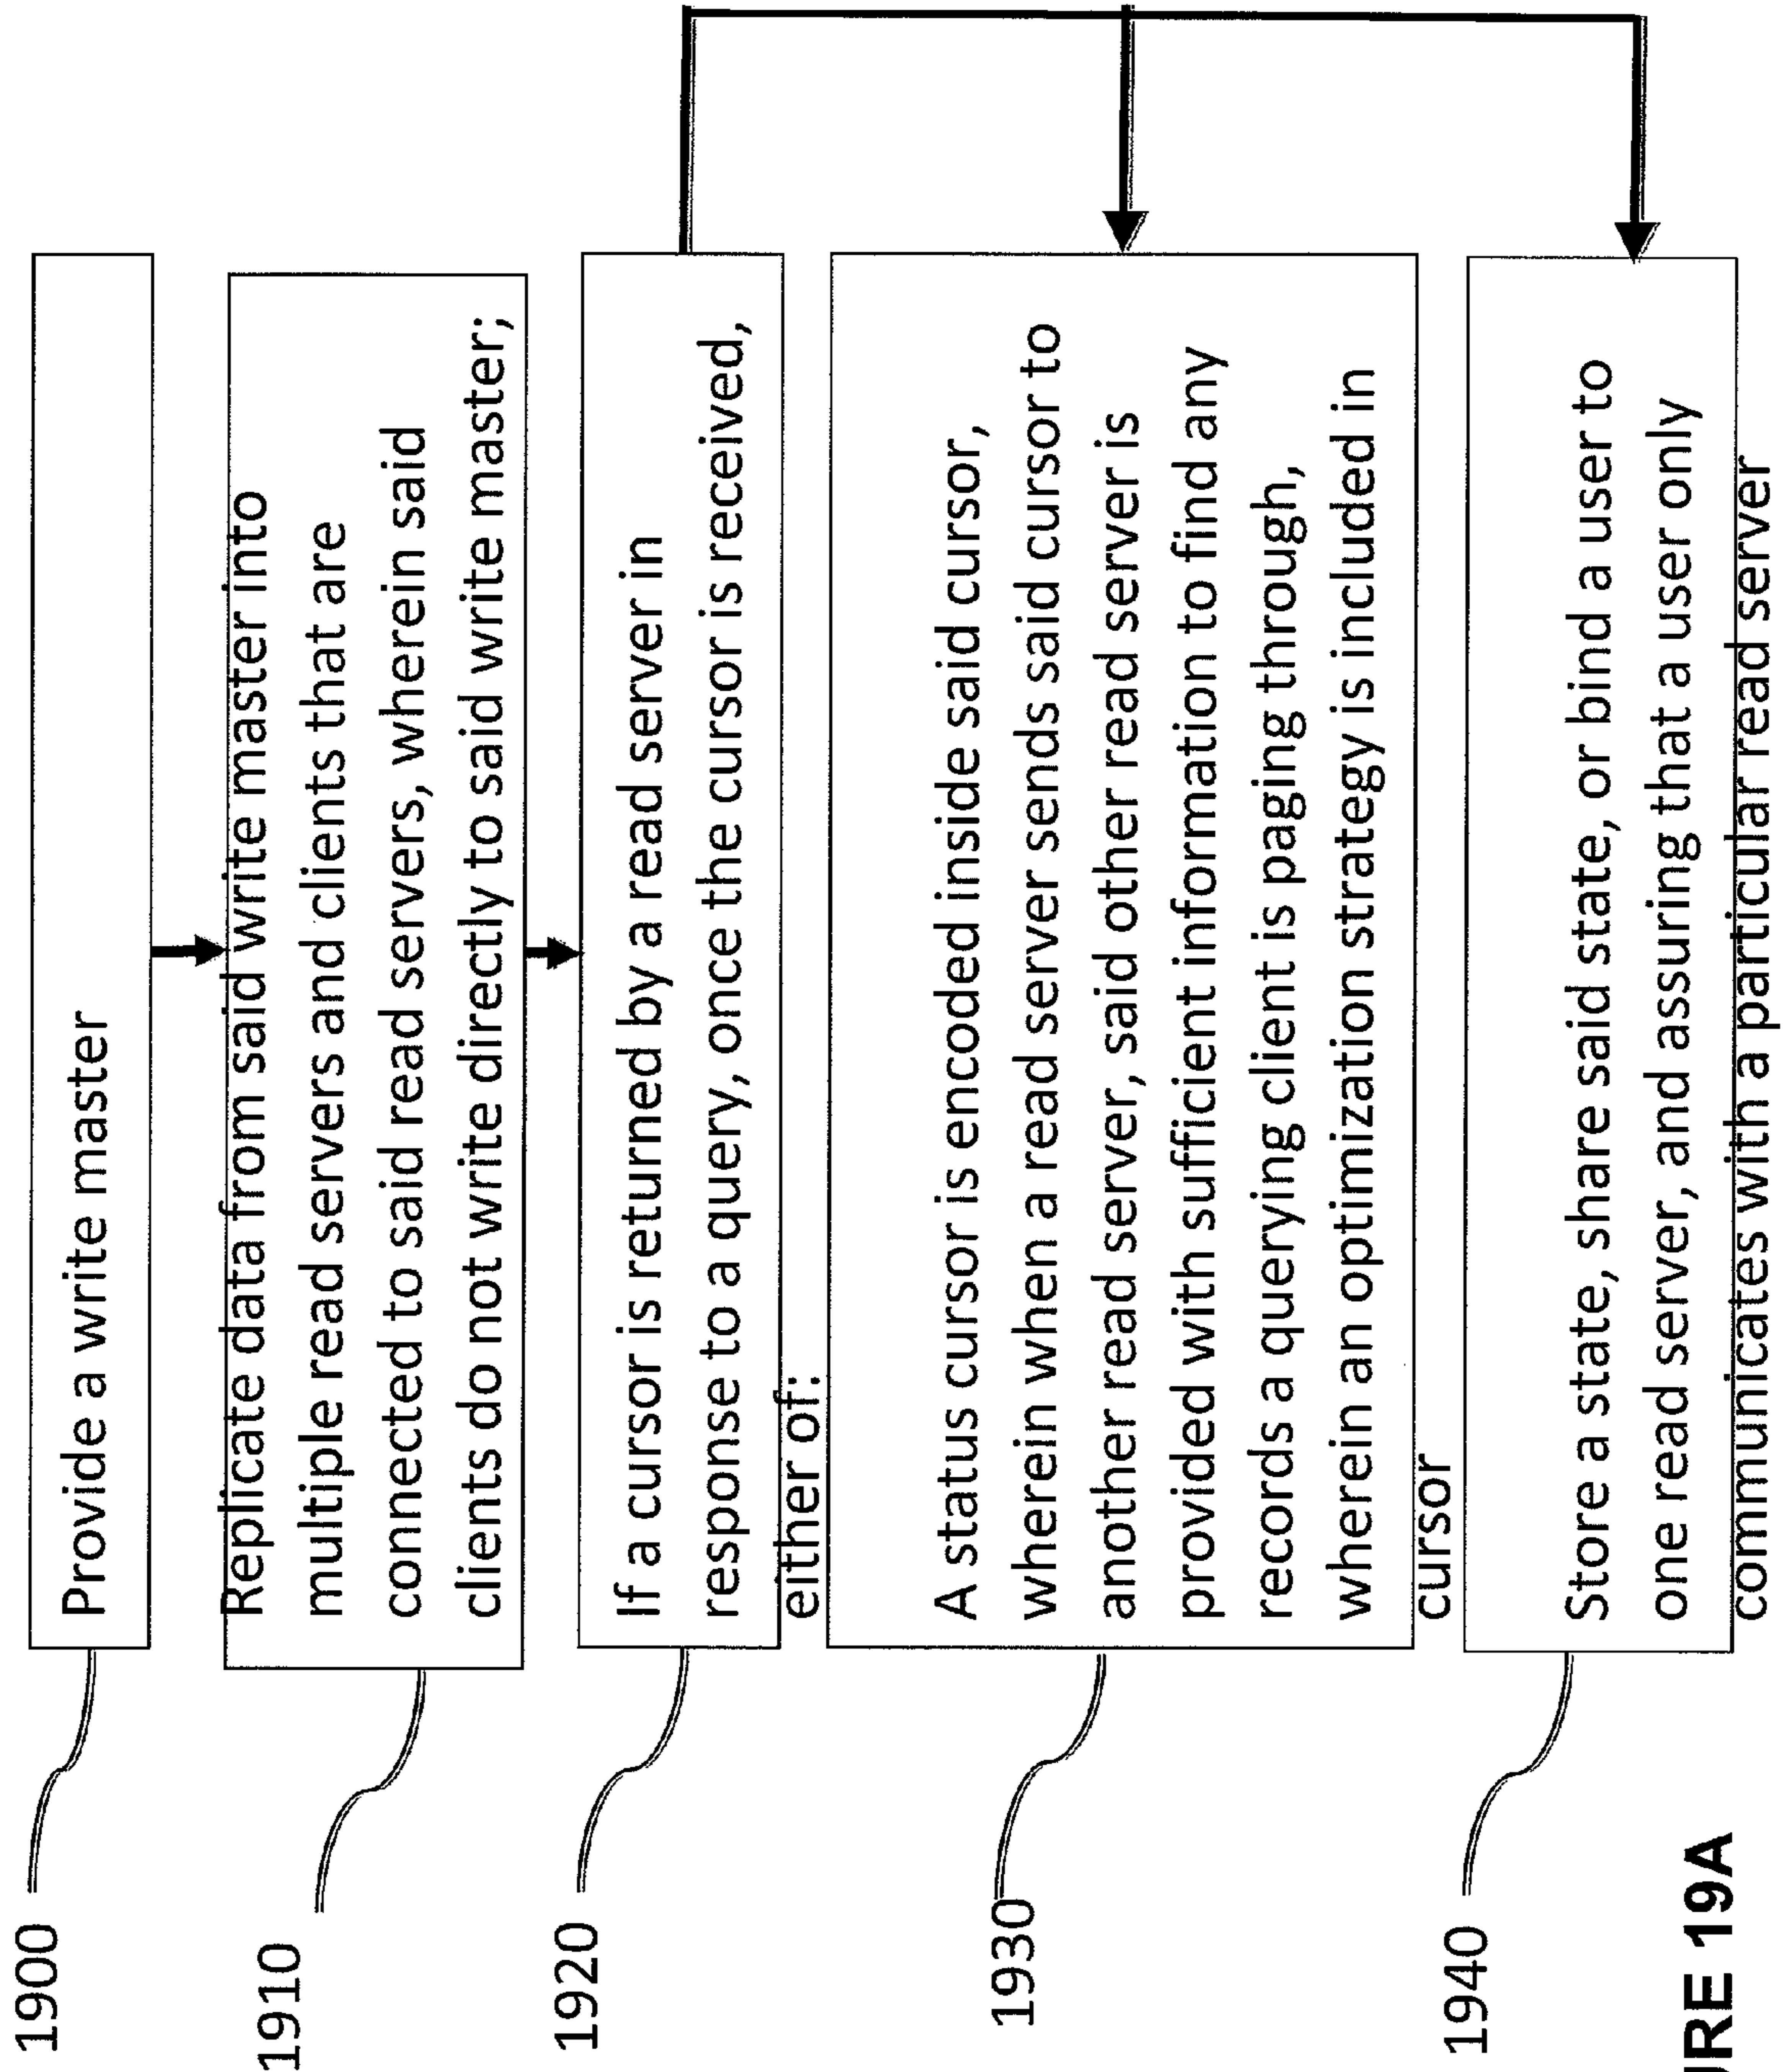 1900
Provide a write master
1910
Replicate data from said write master into
multiple read servers and clients that are
connected to said read servers, wherein said
clients do not write directly to said write master;
1920
If a cursor is returned by a read server in
response to a query, once the cursor is received,
either of:
1930
A status cursor is encoded inside said cursor,
wherein when a read server sends said cursor to
another read server, said other read server is
provided with sufficient information to find any
records a querying client is paging through,
wherein an optimization strategy is included in
cursor
1940
Store a state, share said state, or bind a user to
one read server, and assuring that a user only
communicates with a particular read server
URE 19A